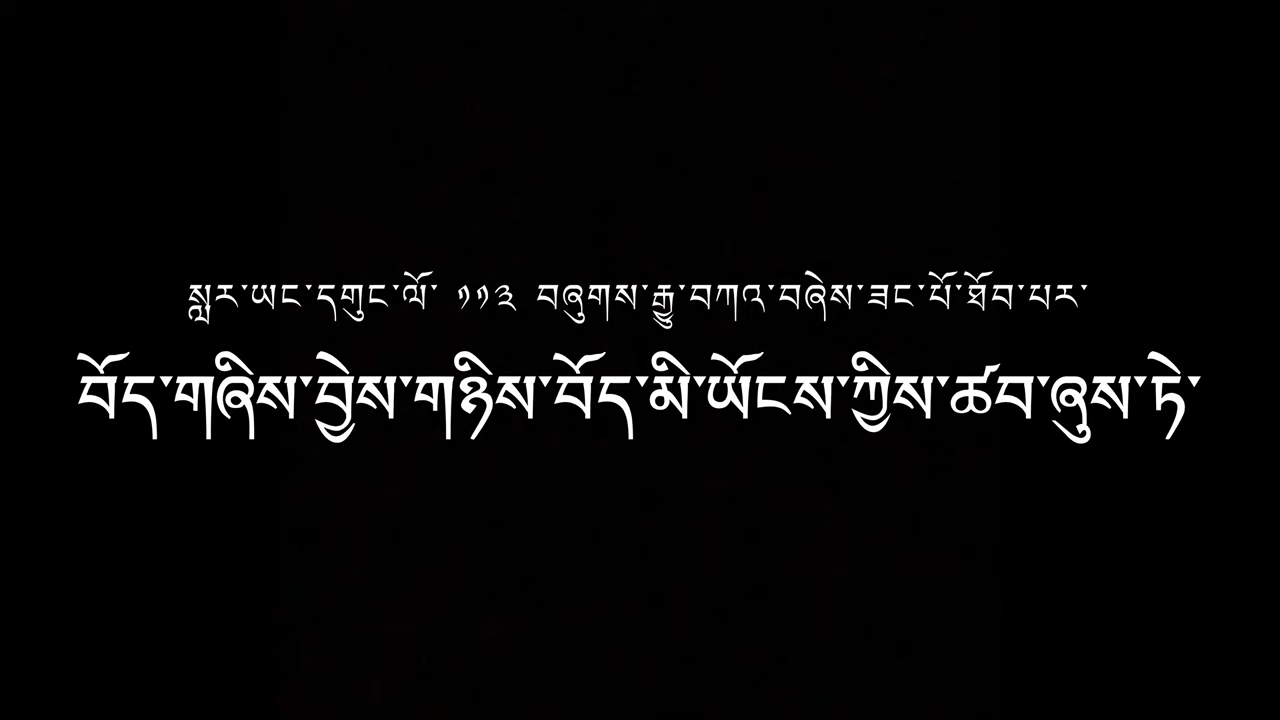 སླར་ཡང་དགུང་ལོ་ ༡༡༣ བཞུགས་རྒྱུ་བཀའ་བཞེས་ཟང་པོ་ཐོབ་པར་
བོད་གཞིས་བྱེས་གཉིས་བོད་མི་ཡོངས་ཀྱིས་ཚབ་ཞུས་ཏེ་